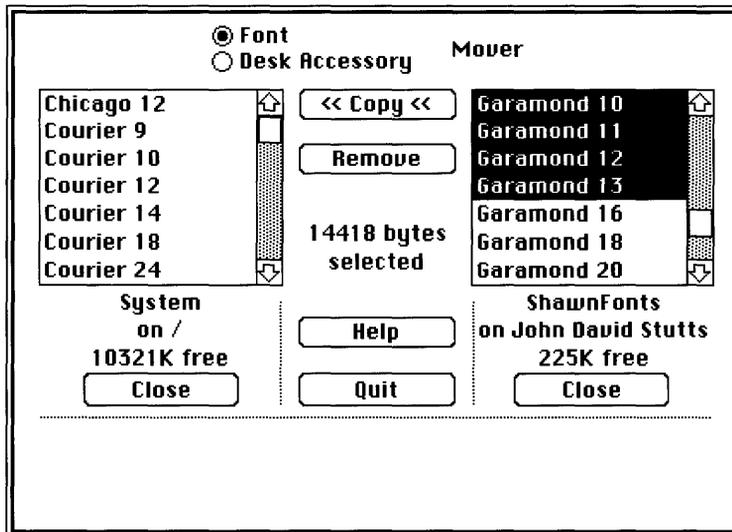 Font
Desk Accessory
Mover
Chicago 12
Courier 9
Courier 10
Courier 12
Courier 14
Courier 18
Courier 24
<< Copy <<
Remove
14418 bytes
selected
Garamond 10
Garamond 11
Garamond 12
Garamond 13
Garamond 16
Garamond 18
Garamond 20
System
on /
10321K free
Close
Help
Quit
ShawnFonts
on John David Stutts
225K free
Close